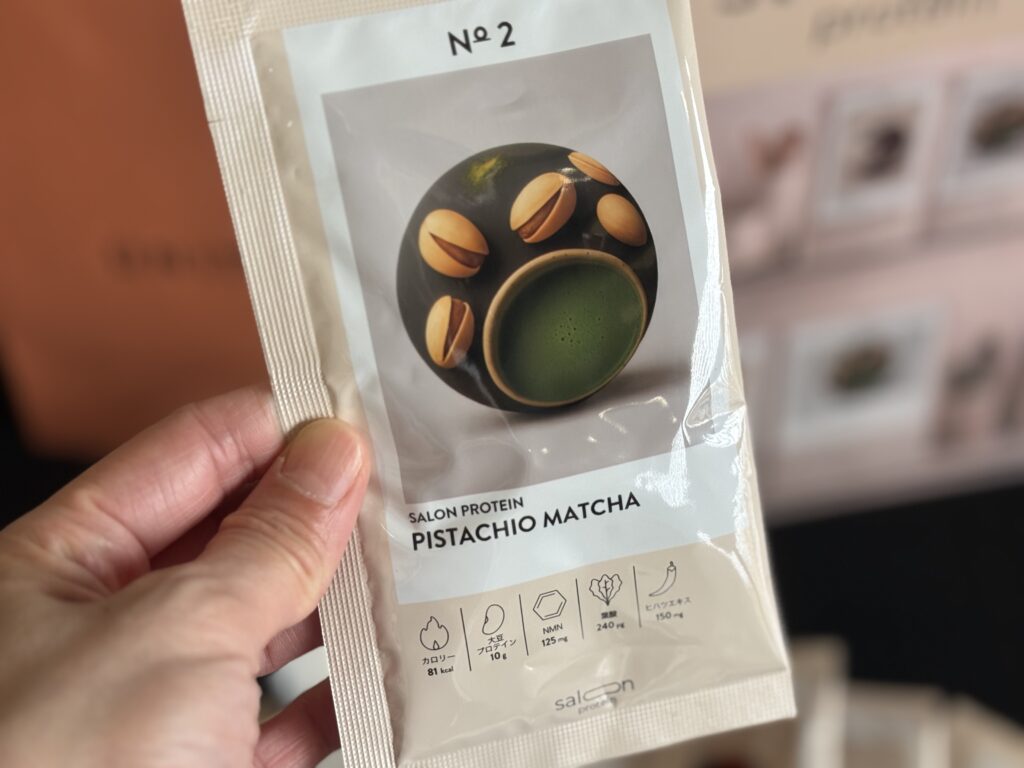 Nº 2
SALON PROTEIN
PISTACHIO MATCHA
カロリー
81 kcal
大豆
プロテイン
10 g
NMN
125 mg
葉酸
240 μg
ヒハツエキス
150 mg
salon
protein
protein